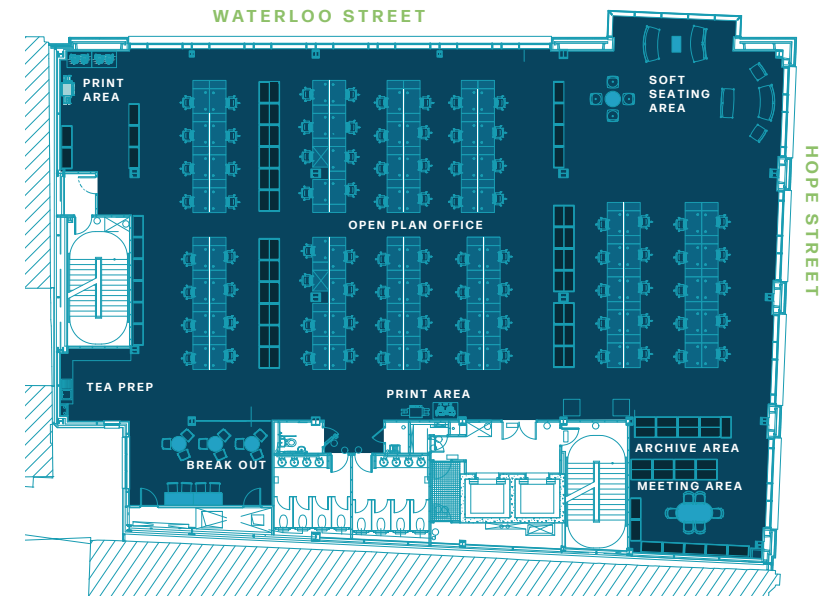 WATERLOO STREET
PRINT
AREA
SOFT
SEATING
AREA
HOPE STREET
OPEN PLAN OFFICE
TEA PREP
PRINT AREA
BREAK OUT
ARCHIVE AREA
MEETING AREA